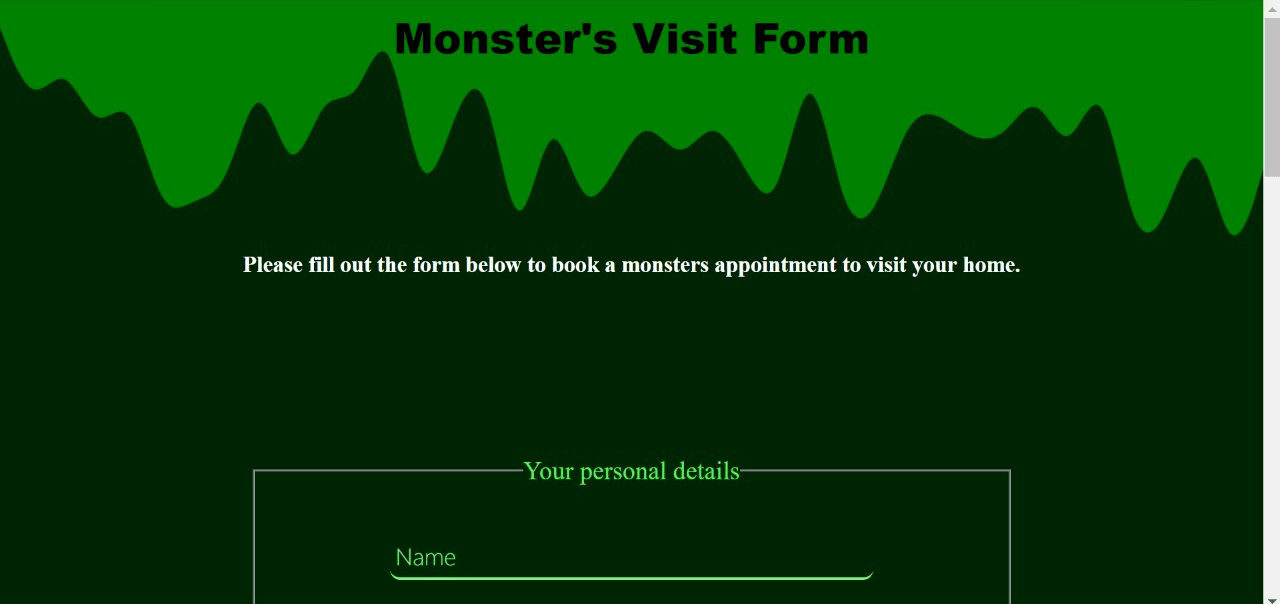 Monster's Visit Form
Please fill out the form below to book a monsters appointment to visit your home.
Your personal details
Name